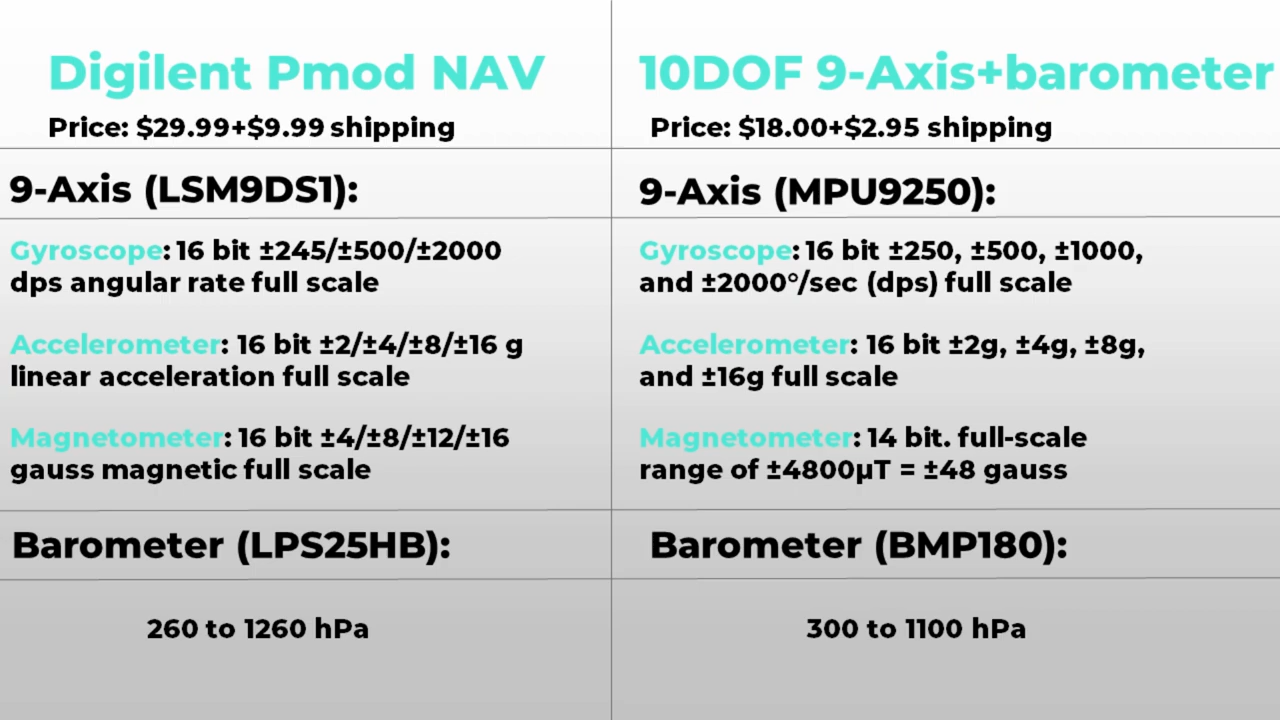 Digilent Pmod NAV
Price: $29.99+$9.99 shipping
9-Axis (LSM9DS1):
Gyroscope: 16 bit ±245/±500/±2000
dps angular rate full scale
Accelerometer: 16 bit ±2/±4/±8/±16 g
linear acceleration full scale
Magnetometer: 16 bit ±4/±8/±12/±16
gauss magnetic full scale
Barometer (LPS25HB):
260 to 1260 hPa
10DOF 9-Axis+barometer
Price: $18.00+$2.95 shipping
9-Axis (MPU9250):
Gyroscope: 16 bit ±250, ±500, ±1000,
and ±2000°/sec (dps) full scale
Accelerometer: 16 bit ±2g, ±4g, ±8g,
and ±16g full scale
Magnetometer: 14 bit. full-scale
range of ±4800µT = ±48 gauss
Barometer (BMP180):
300 to 1100 hPa